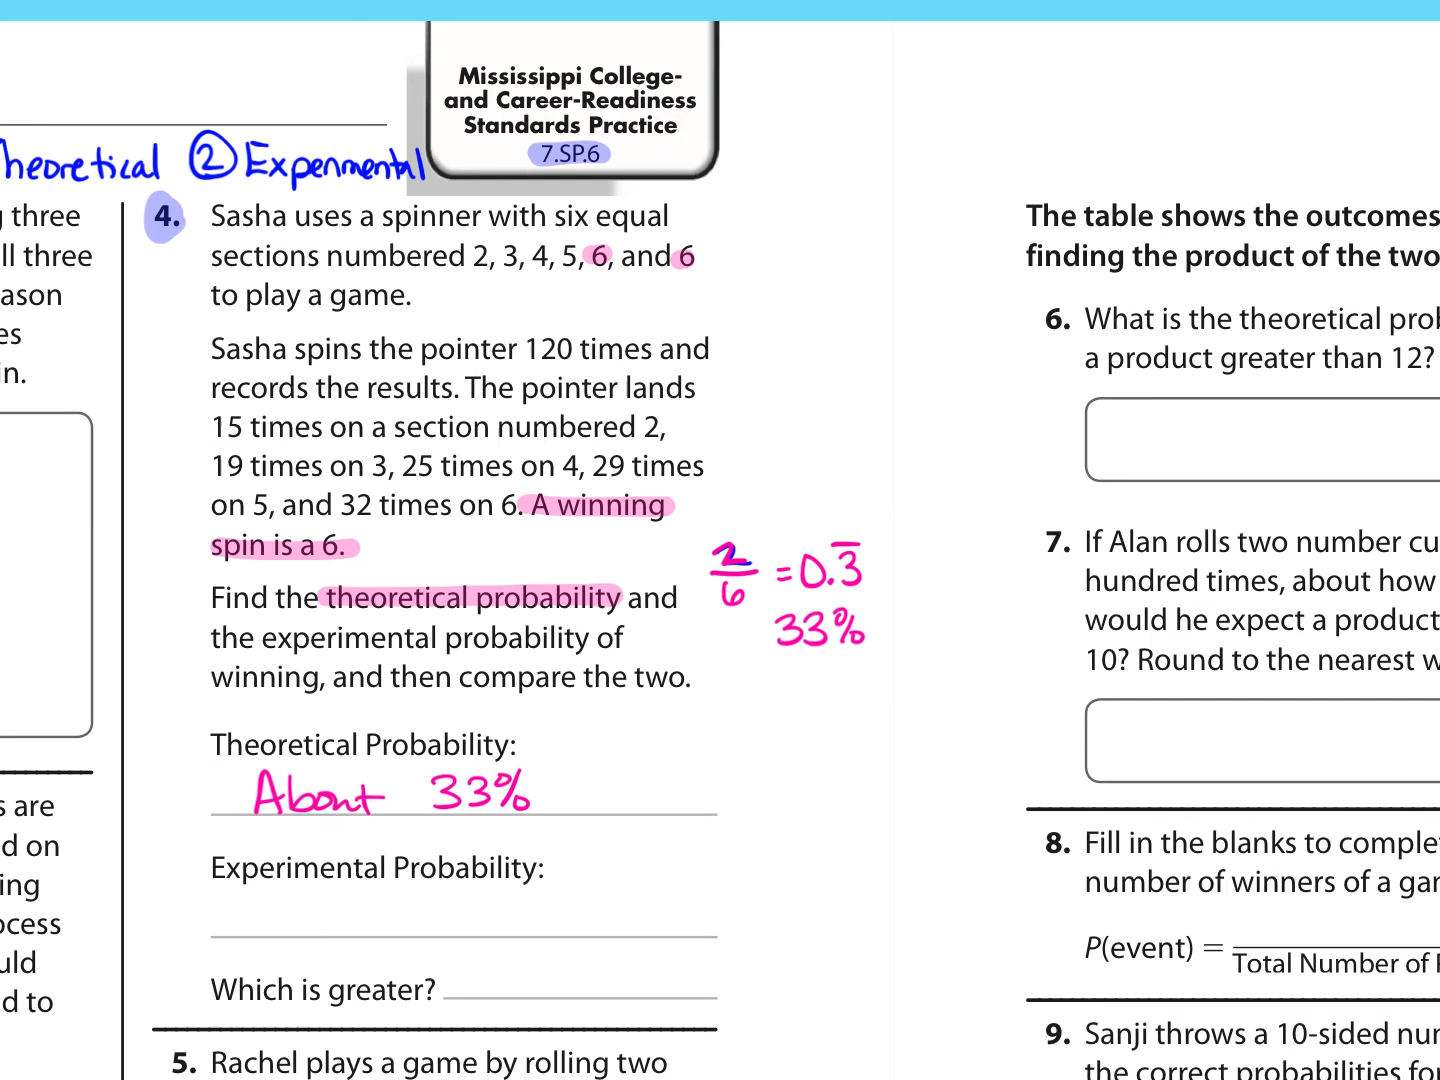 Mississippi College-
and Career-Readiness
Standards Practice
7.SP.6
heoretical ② Expermental
three
ll three
ason
es
in.
s are
d on
ing
ocess
uld
d to
4. Sasha uses a spinner with six equal
sections numbered 2, 3, 4, 5, 6, and 6
to play a game.
Sasha spins the pointer 120 times and
records the results. The pointer lands
15 times on a section numbered 2,
19 times on 3, 25 times on 4, 29 times
on 5, and 32 times on 6. A winning
spin is a 6.
Find the theoretical probability and
the experimental probability of
winning, and then compare the two.
2/6 = 0.3̅
33%
Theoretical Probability:
About 33%
Experimental Probability:
Which is greater?
5. Rachel plays a game by rolling two
The table shows the outcomes
finding the product of the two
6. What is the theoretical prob
a product greater than 12?
7. If Alan rolls two number cu
hundred times, about how
would he expect a product
10? Round to the nearest w
8. Fill in the blanks to comple
number of winners of a gar
P(event) =
Total Number of
9. Sanji throws a 10-sided nu
the correct probabilities fo